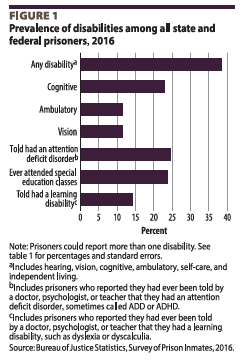 FIGURE 1
Prevalence of disabilities among all state and
federal prisoners, 2016
Any disabilityᵃ
Cognitive
Ambulatory
Vision
Told had an attention
deficit disorderᵇ
Ever attended special
education classes
Told had a learning
disabilityᶜ
0 5 10 15 20 25 30 35 40
Percent
Note: Prisoners could report more than one disability. See
table 1 for percentages and standard errors.
ᵃIncludes hearing, vision, cognitive, ambulatory, self-care, and
independent living.
ᵇIncludes prisoners who reported they had ever been told by
a doctor, psychologist, or teacher that they had an attention
deficit disorder, sometimes called ADD or ADHD.
ᶜIncludes prisoners who reported they had ever been told
by a doctor, psychologist, or teacher that they had a learning
disability, such as dyslexia or dyscalculia.
Source: Bureau of Justice Statistics, Survey of Prison Inmates, 2016.